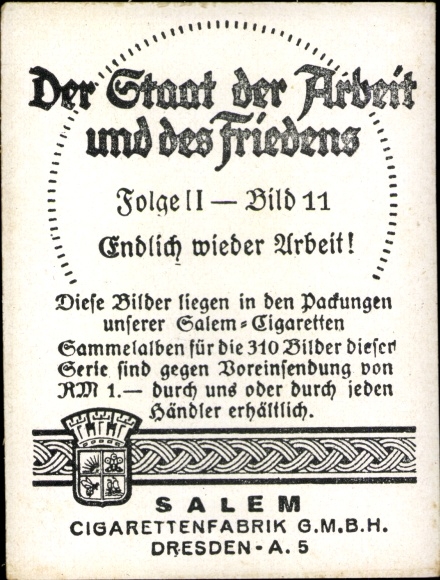 Der Staat der Arbeit
und des Friedens
Folge II — Bild 11
Endlich wieder Arbeit!
Diese Bilder liegen in den Packungen
unserer Salem-Cigaretten
Sammelalben für die 310 Bilder dieser
Serie sind gegen Voreinsendung von
RM 1.— durch uns oder durch jeden
Händler erhältlich.
SALEM
CIGARETTENFABRIK G.M.B.H.
DRESDEN-A. 5